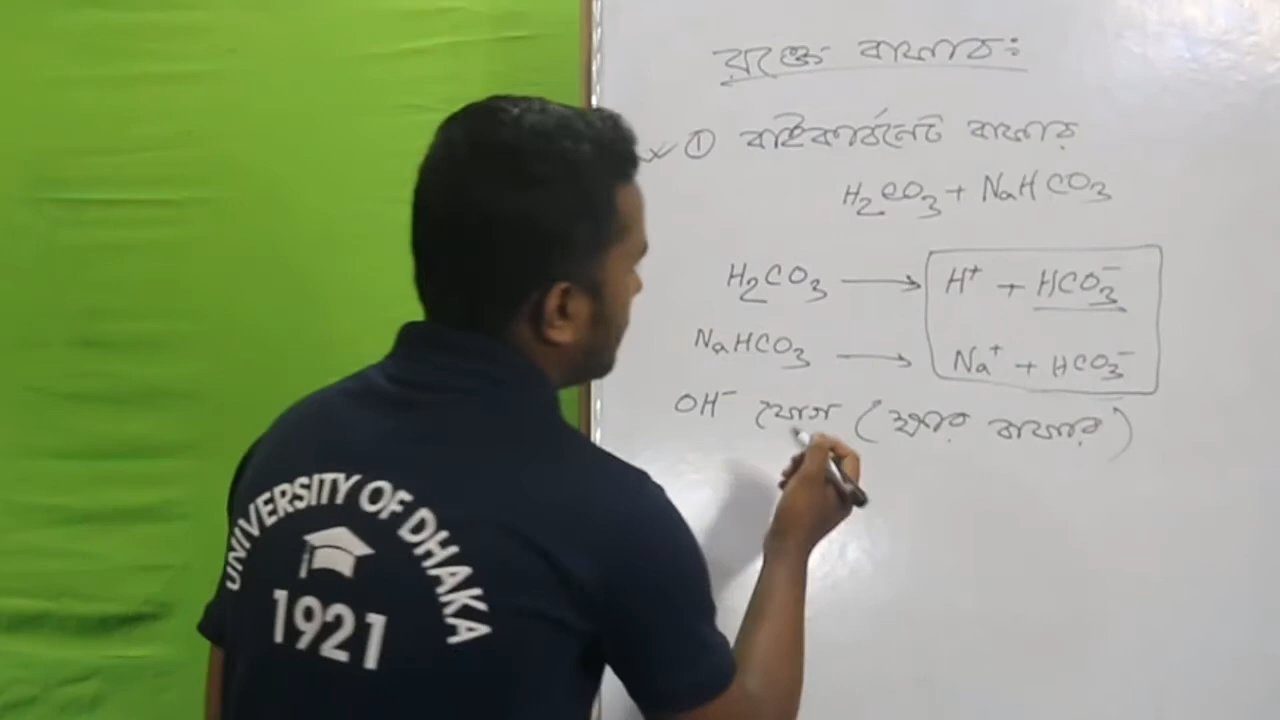 রক্তে বাফার:
① বাইকার্বনেট বাফার
H₂CO₃ + NaHCO₃
H₂CO₃ ⟶ H⁺ + HCO₃⁻
NaHCO₃ ⟶ Na⁺ + HCO₃⁻
OH⁻ যোগ (ক্ষার বাফার)
UNIVERSITY OF DHAKA
1921